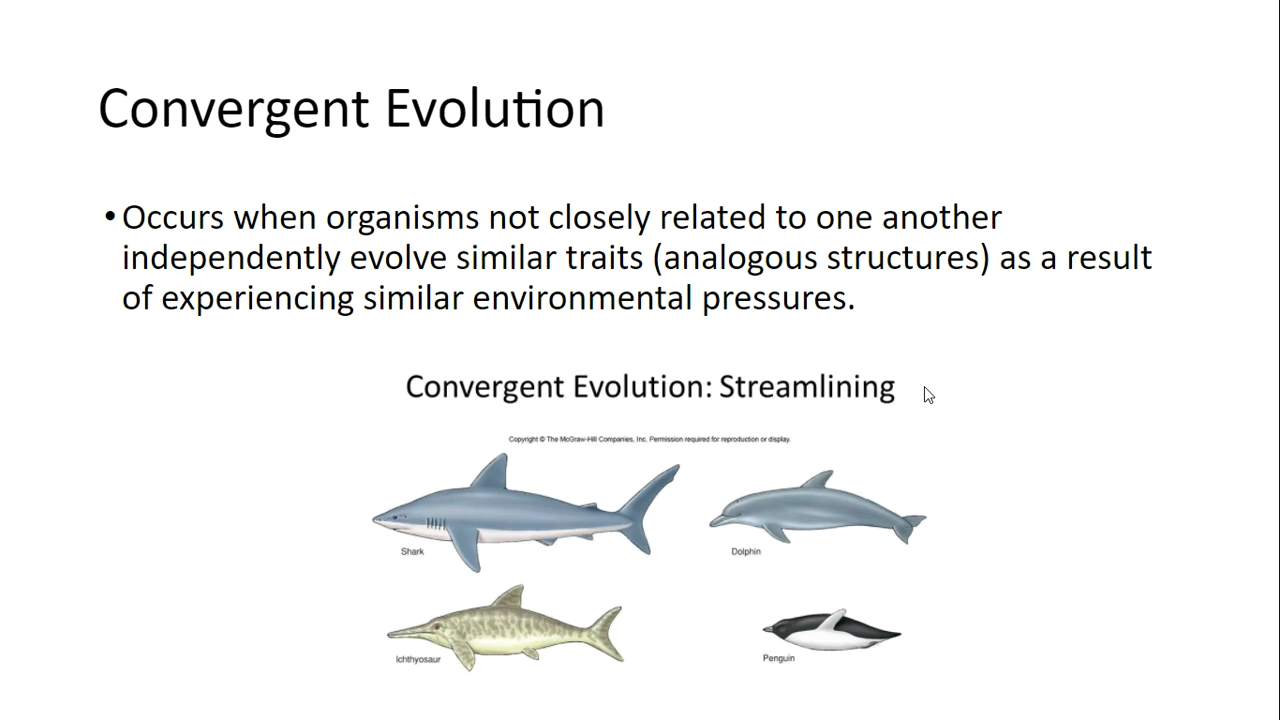 Convergent Evolution
• Occurs when organisms not closely related to one another
independently evolve similar traits (analogous structures) as a result
of experiencing similar environmental pressures.
Convergent Evolution: Streamlining
Copyright © The McGraw-Hill Companies, Inc. Permission required for reproduction or display.
Shark
Dolphin
Ichthyosaur
Penguin